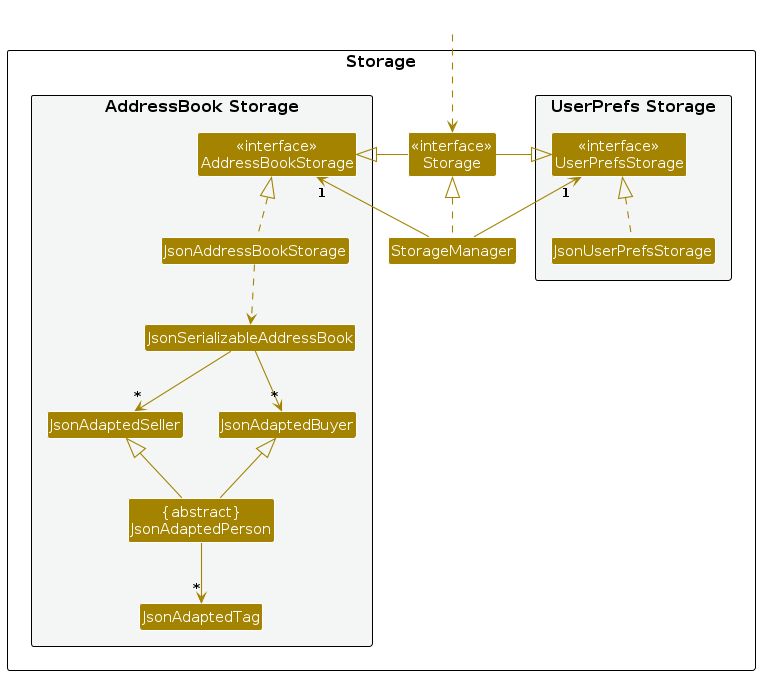 Storage
AddressBook Storage
UserPrefs Storage
«interface»
AddressBookStorage
«interface»
Storage
«interface»
UserPrefsStorage
1
1
JsonAddressBookStorage
StorageManager
JsonUserPrefsStorage
JsonSerializableAddressBook
*
*
JsonAdaptedSeller
JsonAdaptedBuyer
{abstract}
JsonAdaptedPerson
*
JsonAdaptedTag